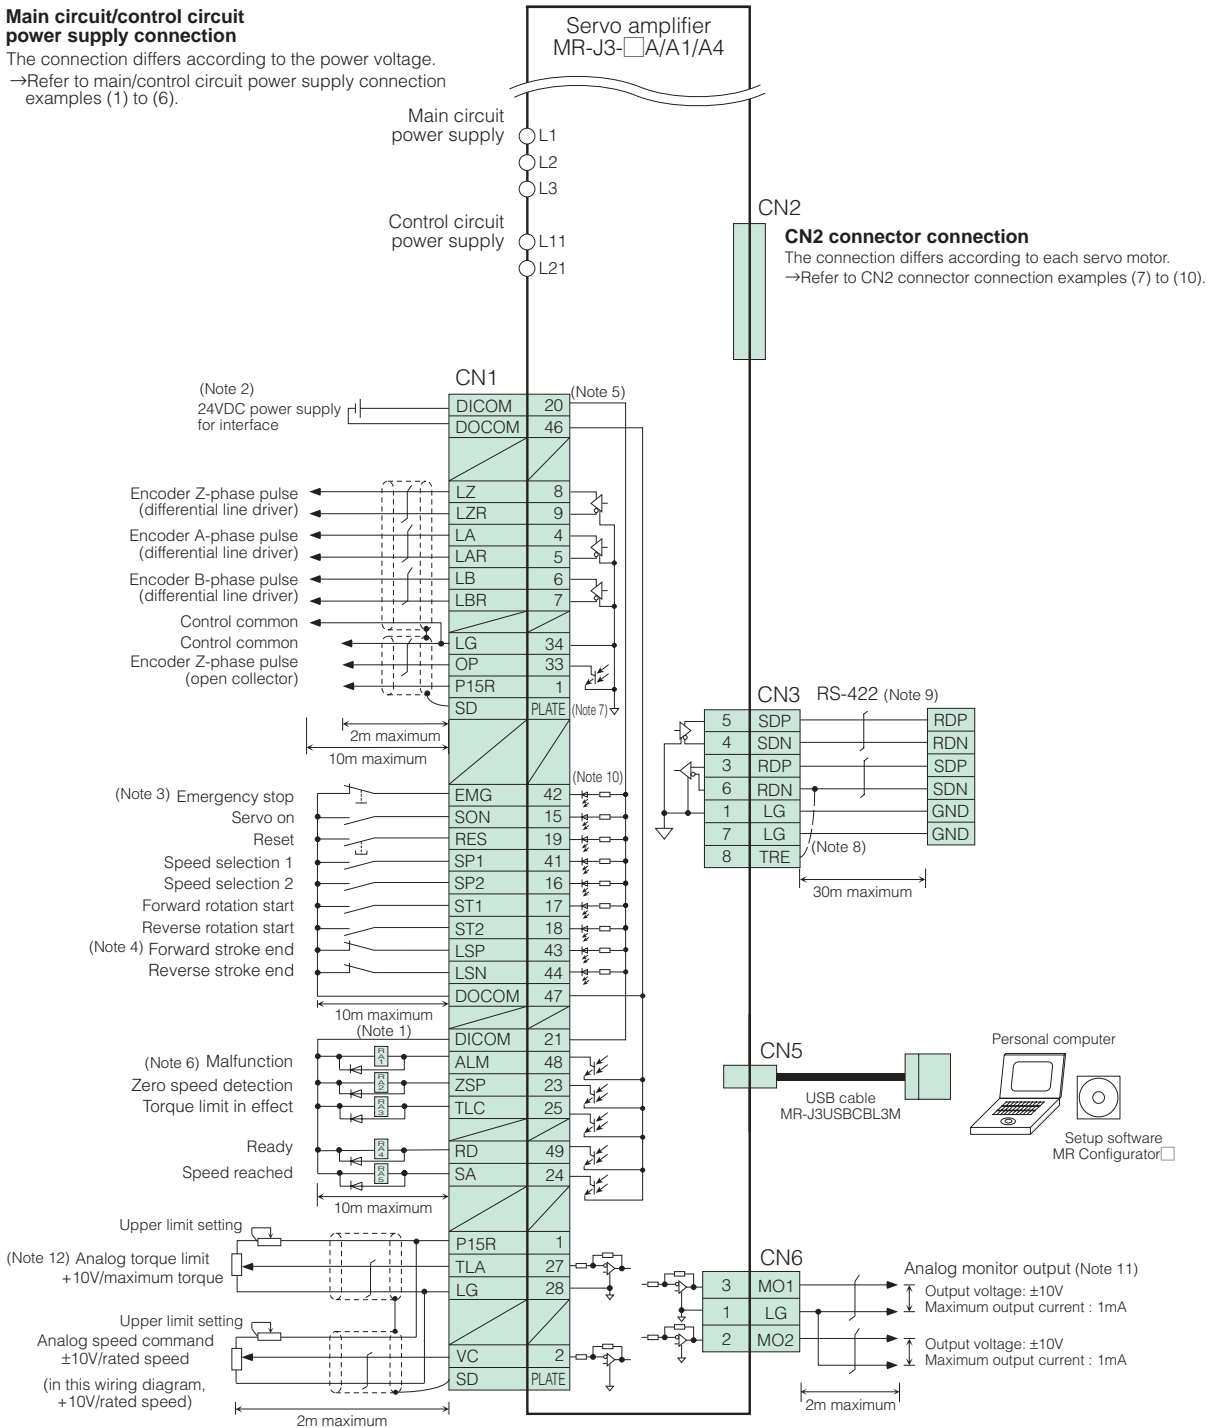 Main circuit/control circuit
power supply connection
The connection differs according to the power voltage.
→Refer to main/control circuit power supply connection
examples (1) to (6).
Servo amplifier
MR-J3-□A/A1/A4
Main circuit
power supply
L1
L2
L3
Control circuit
power supply
L11
L21
CN2
CN2 connector connection
The connection differs according to each servo motor.
→Refer to CN2 connector connection examples (7) to (10).
CN1
(Note 2)
24VDC power supply
for interface
(Note 5)
DICOM 20
DOCOM 46
Encoder Z-phase pulse
(differential line driver)
LZ 8
LZR 9
Encoder A-phase pulse
(differential line driver)
LA 4
LAR 5
Encoder B-phase pulse
(differential line driver)
LB 6
LBR 7
Control common
Control common
LG 34
Encoder Z-phase pulse
(open collector)
OP 33
P15R 1
SD PLATE (Note 7)
2m maximum
10m maximum
(Note 10)
(Note 3) Emergency stop EMG 42
Servo on SON 15
Reset RES 19
Speed selection 1 SP1 41
Speed selection 2 SP2 16
Forward rotation start ST1 17
Reverse rotation start ST2 18
(Note 4) Forward stroke end LSP 43
Reverse stroke end LSN 44
DOCOM 47
10m maximum
(Note 1)
DICOM 21
(Note 6) Malfunction RA1 ALM 48
Zero speed detection RA2 ZSP 23
Torque limit in effect RA3 TLC 25
Ready RA4 RD 49
Speed reached RA5 SA 24
10m maximum
Upper limit setting
P15R 1
(Note 12) Analog torque limit
+10V/maximum torque
TLA 27
LG 28
Upper limit setting
Analog speed command
±10V/rated speed
VC 2
SD PLATE
(in this wiring diagram,
+10V/rated speed)
2m maximum
CN3 RS-422 (Note 9)
5 SDP RDP
4 SDN RDN
3 RDP SDP
6 RDN SDN
1 LG GND
7 LG GND
8 TRE
(Note 8)
30m maximum
CN5
USB cable
MR-J3USBCBL3M
Personal computer
Setup software
MR Configurator□
CN6
Analog monitor output (Note 11)
3 MO1
1 LG
2 MO2
Output voltage: ±10V
Maximum output current : 1mA
Output voltage: ±10V
Maximum output current : 1mA
2m maximum